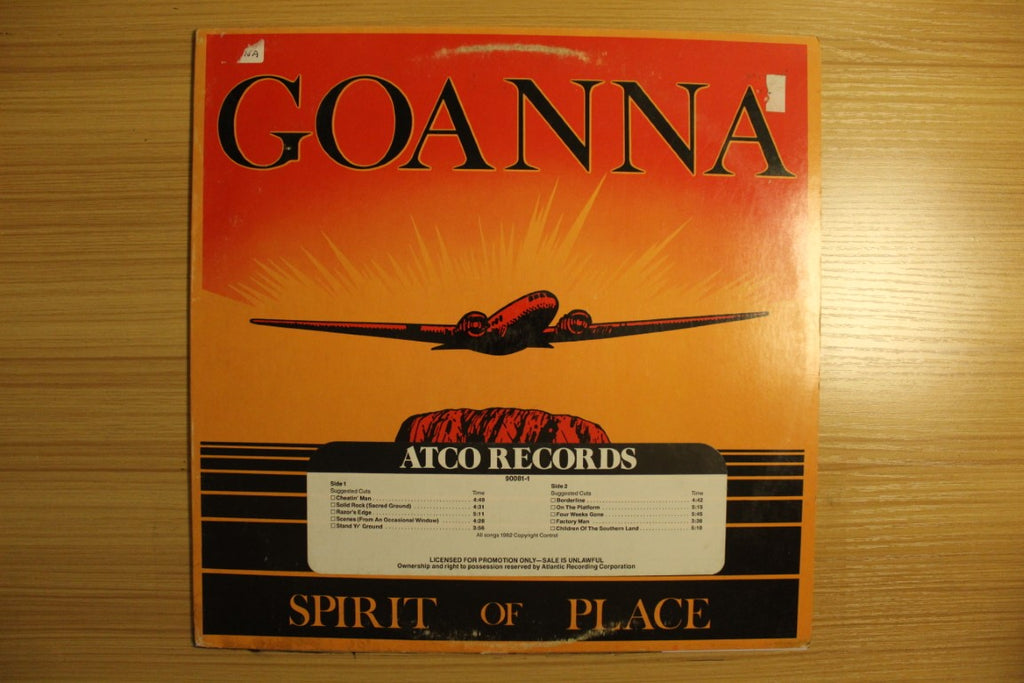 NA
GOANNA
ATCO RECORDS
90081-1
Side 1
Suggested Cuts Time
Cheatin' Man 4:49
Solid Rock (Sacred Ground) 4:31
Razor's Edge 5:11
Scenes (From An Occasional Window) 4:28
Stand Yr' Ground 3:56
Side 2
Suggested Cuts Time
Borderline 4:42
On The Platform 5:15
Four Weeks Gone 5:46
Factory Man 3:36
Children Of The Southern Land 5:18
All songs 1982 Copyright Control
LICENSED FOR PROMOTION ONLY—SALE IS UNLAWFUL
Ownership and right to possession reserved by Atlantic Recording Corporation
SPIRIT OF PLACE